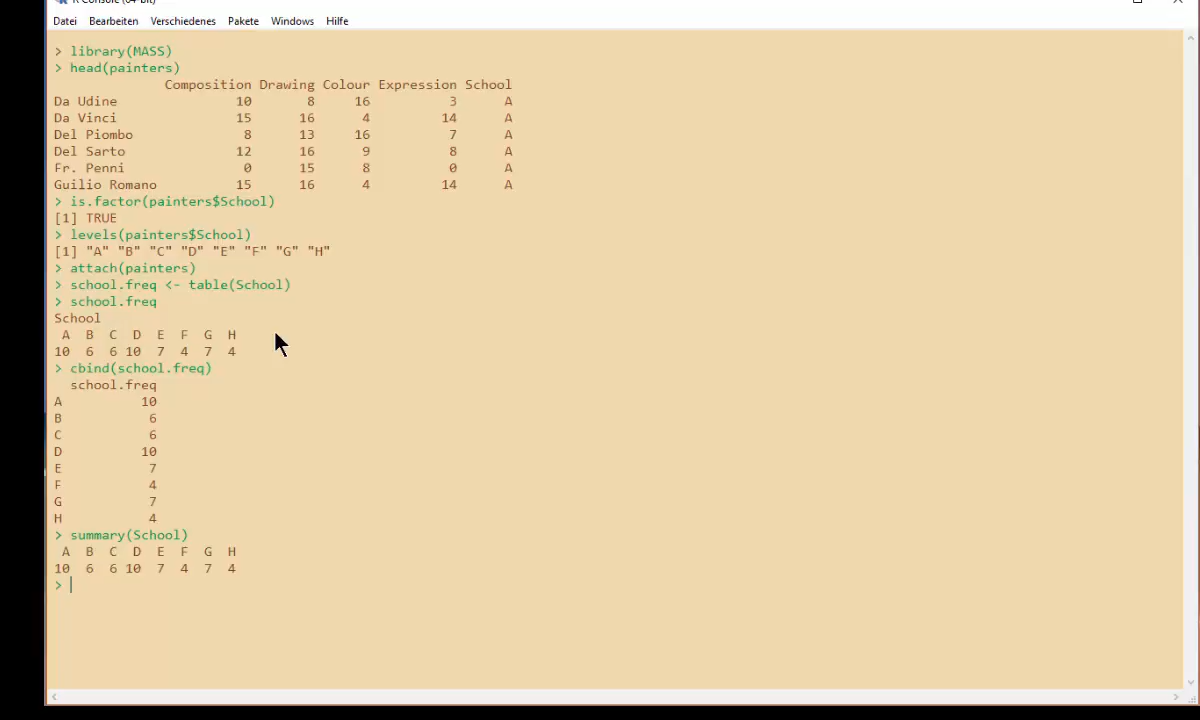 R Console (64-bit)
Datei Bearbeiten Verschiedenes Pakete Windows Hilfe
> library(MASS)
> head(painters)
Composition Drawing Colour Expression School
Da Udine 10 8 16 3 A
Da Vinci 15 16 4 14 A
Del Piombo 8 13 16 7 A
Del Sarto 12 16 9 8 A
Fr. Penni 0 15 8 0 A
Guilio Romano 15 16 4 14 A
> is.factor(painters$School)
[1] TRUE
> levels(painters$School)
[1] "A" "B" "C" "D" "E" "F" "G" "H"
> attach(painters)
> school.freq <- table(School)
> school.freq
School
A B C D E F G H
10 6 6 10 7 4 7 4
> cbind(school.freq)
school.freq
A 10
B 6
C 6
D 10
E 7
F 4
G 7
H 4
> summary(School)
A B C D E F G H
10 6 6 10 7 4 7 4
>